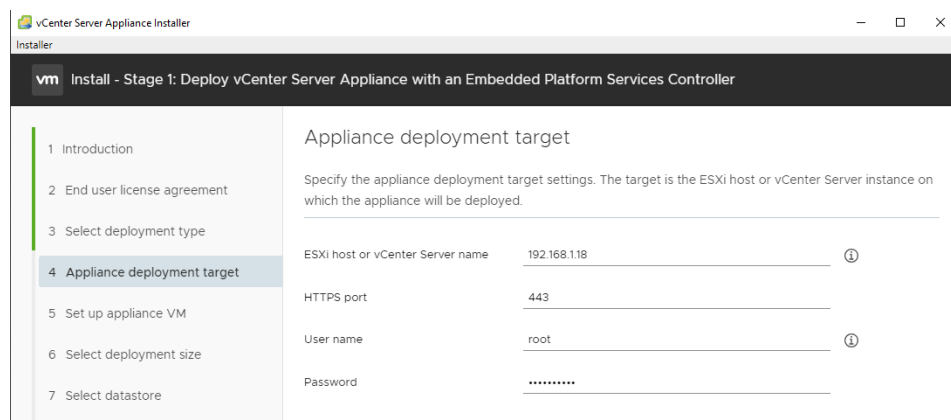 vCenter Server Appliance Installer
Installer
vm Install - Stage 1: Deploy vCenter Server Appliance with an Embedded Platform Services Controller
1 Introduction
2 End user license agreement
3 Select deployment type
4 Appliance deployment target
5 Set up appliance VM
6 Select deployment size
7 Select datastore
Appliance deployment target
Specify the appliance deployment target settings. The target is the ESXi host or vCenter Server instance on
which the appliance will be deployed.
ESXi host or vCenter Server name 192.168.1.18
HTTPS port 443
User name root
Password ••••••••••